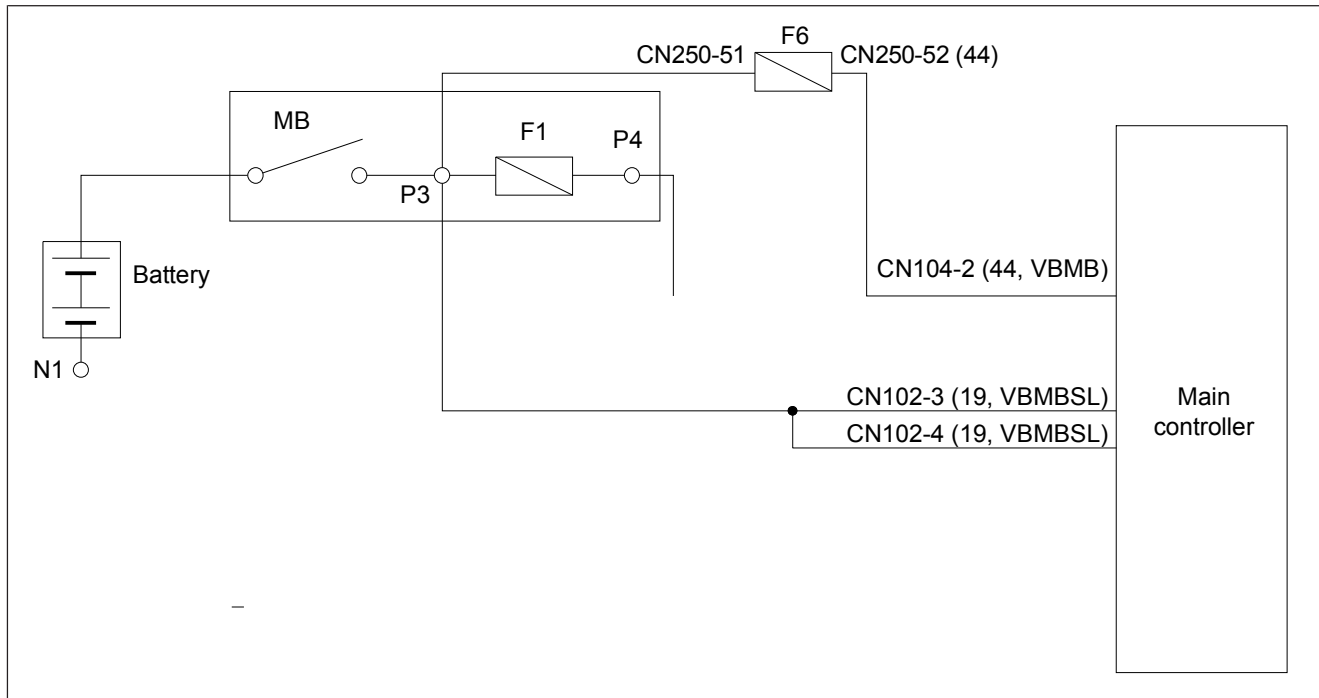 F6
CN250-51
CN250-52 (44)
MB
F1
P4
P3
Battery
N1
CN104-2 (44, VBMB)
CN102-3 (19, VBMBSL)
CN102-4 (19, VBMBSL)
Main
controller